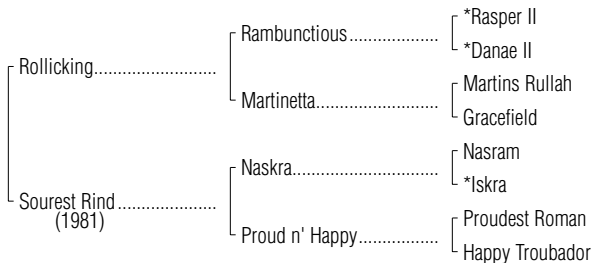 *Rasper II
Rambunctious....................
*Danae II
Rollicking...........................
Martins Rullah
Martinetta...........................
Gracefield
Nasram
Naskra.................................
*Iskra
Sourest Rind......................
(1981)
Proudest Roman
Proud n' Happy..................
Happy Troubador